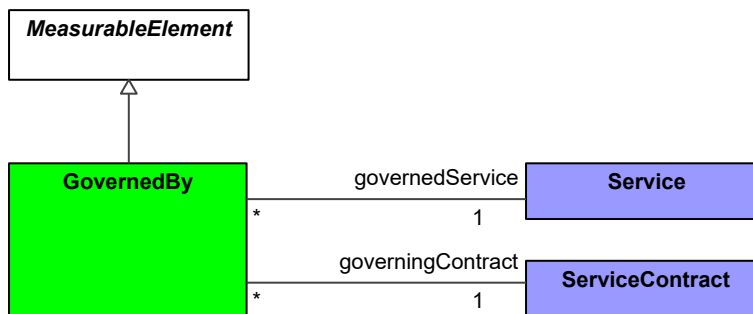 MeasurableElement
GovernedBy
governedService
Service
*
1
governingContract
ServiceContract
*
1